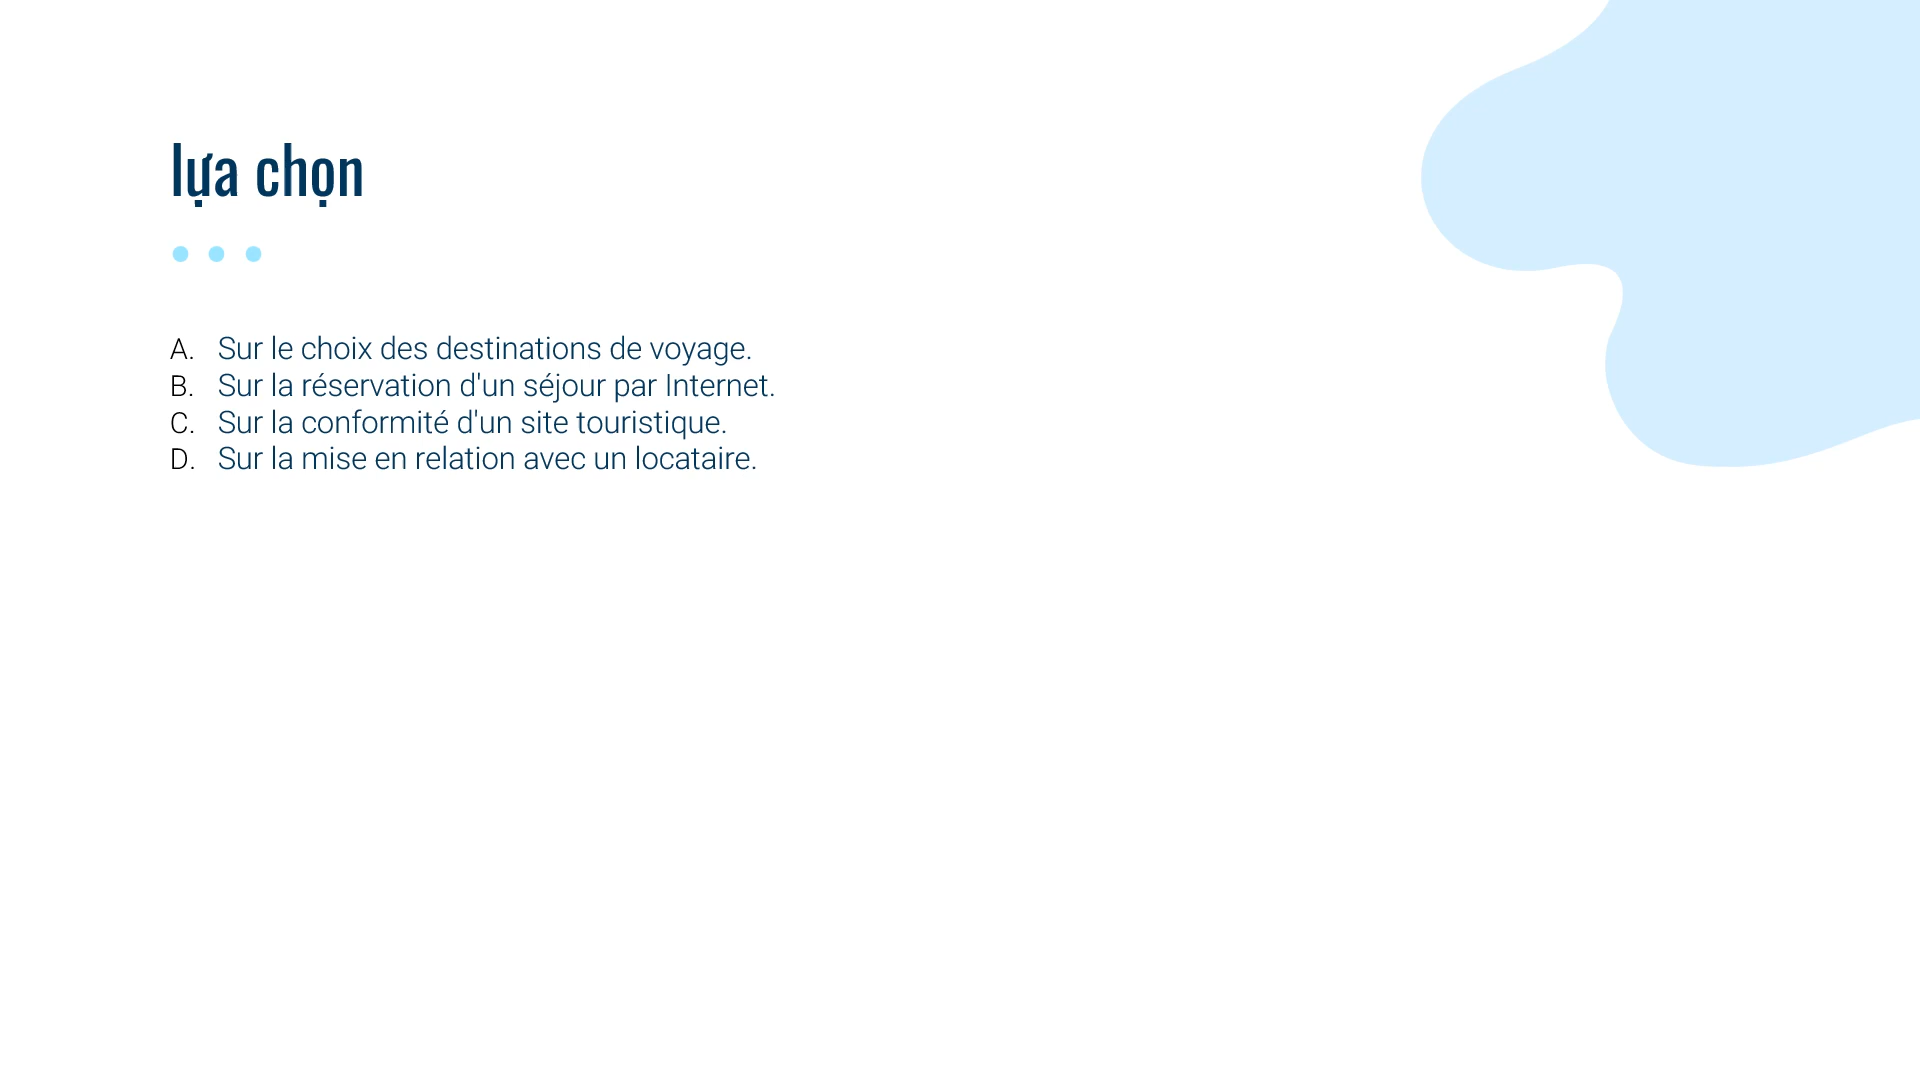 lựa chọn
A. Sur le choix des destinations de voyage.
B. Sur la réservation d'un séjour par Internet.
C. Sur la conformité d'un site touristique.
D. Sur la mise en relation avec un locataire.